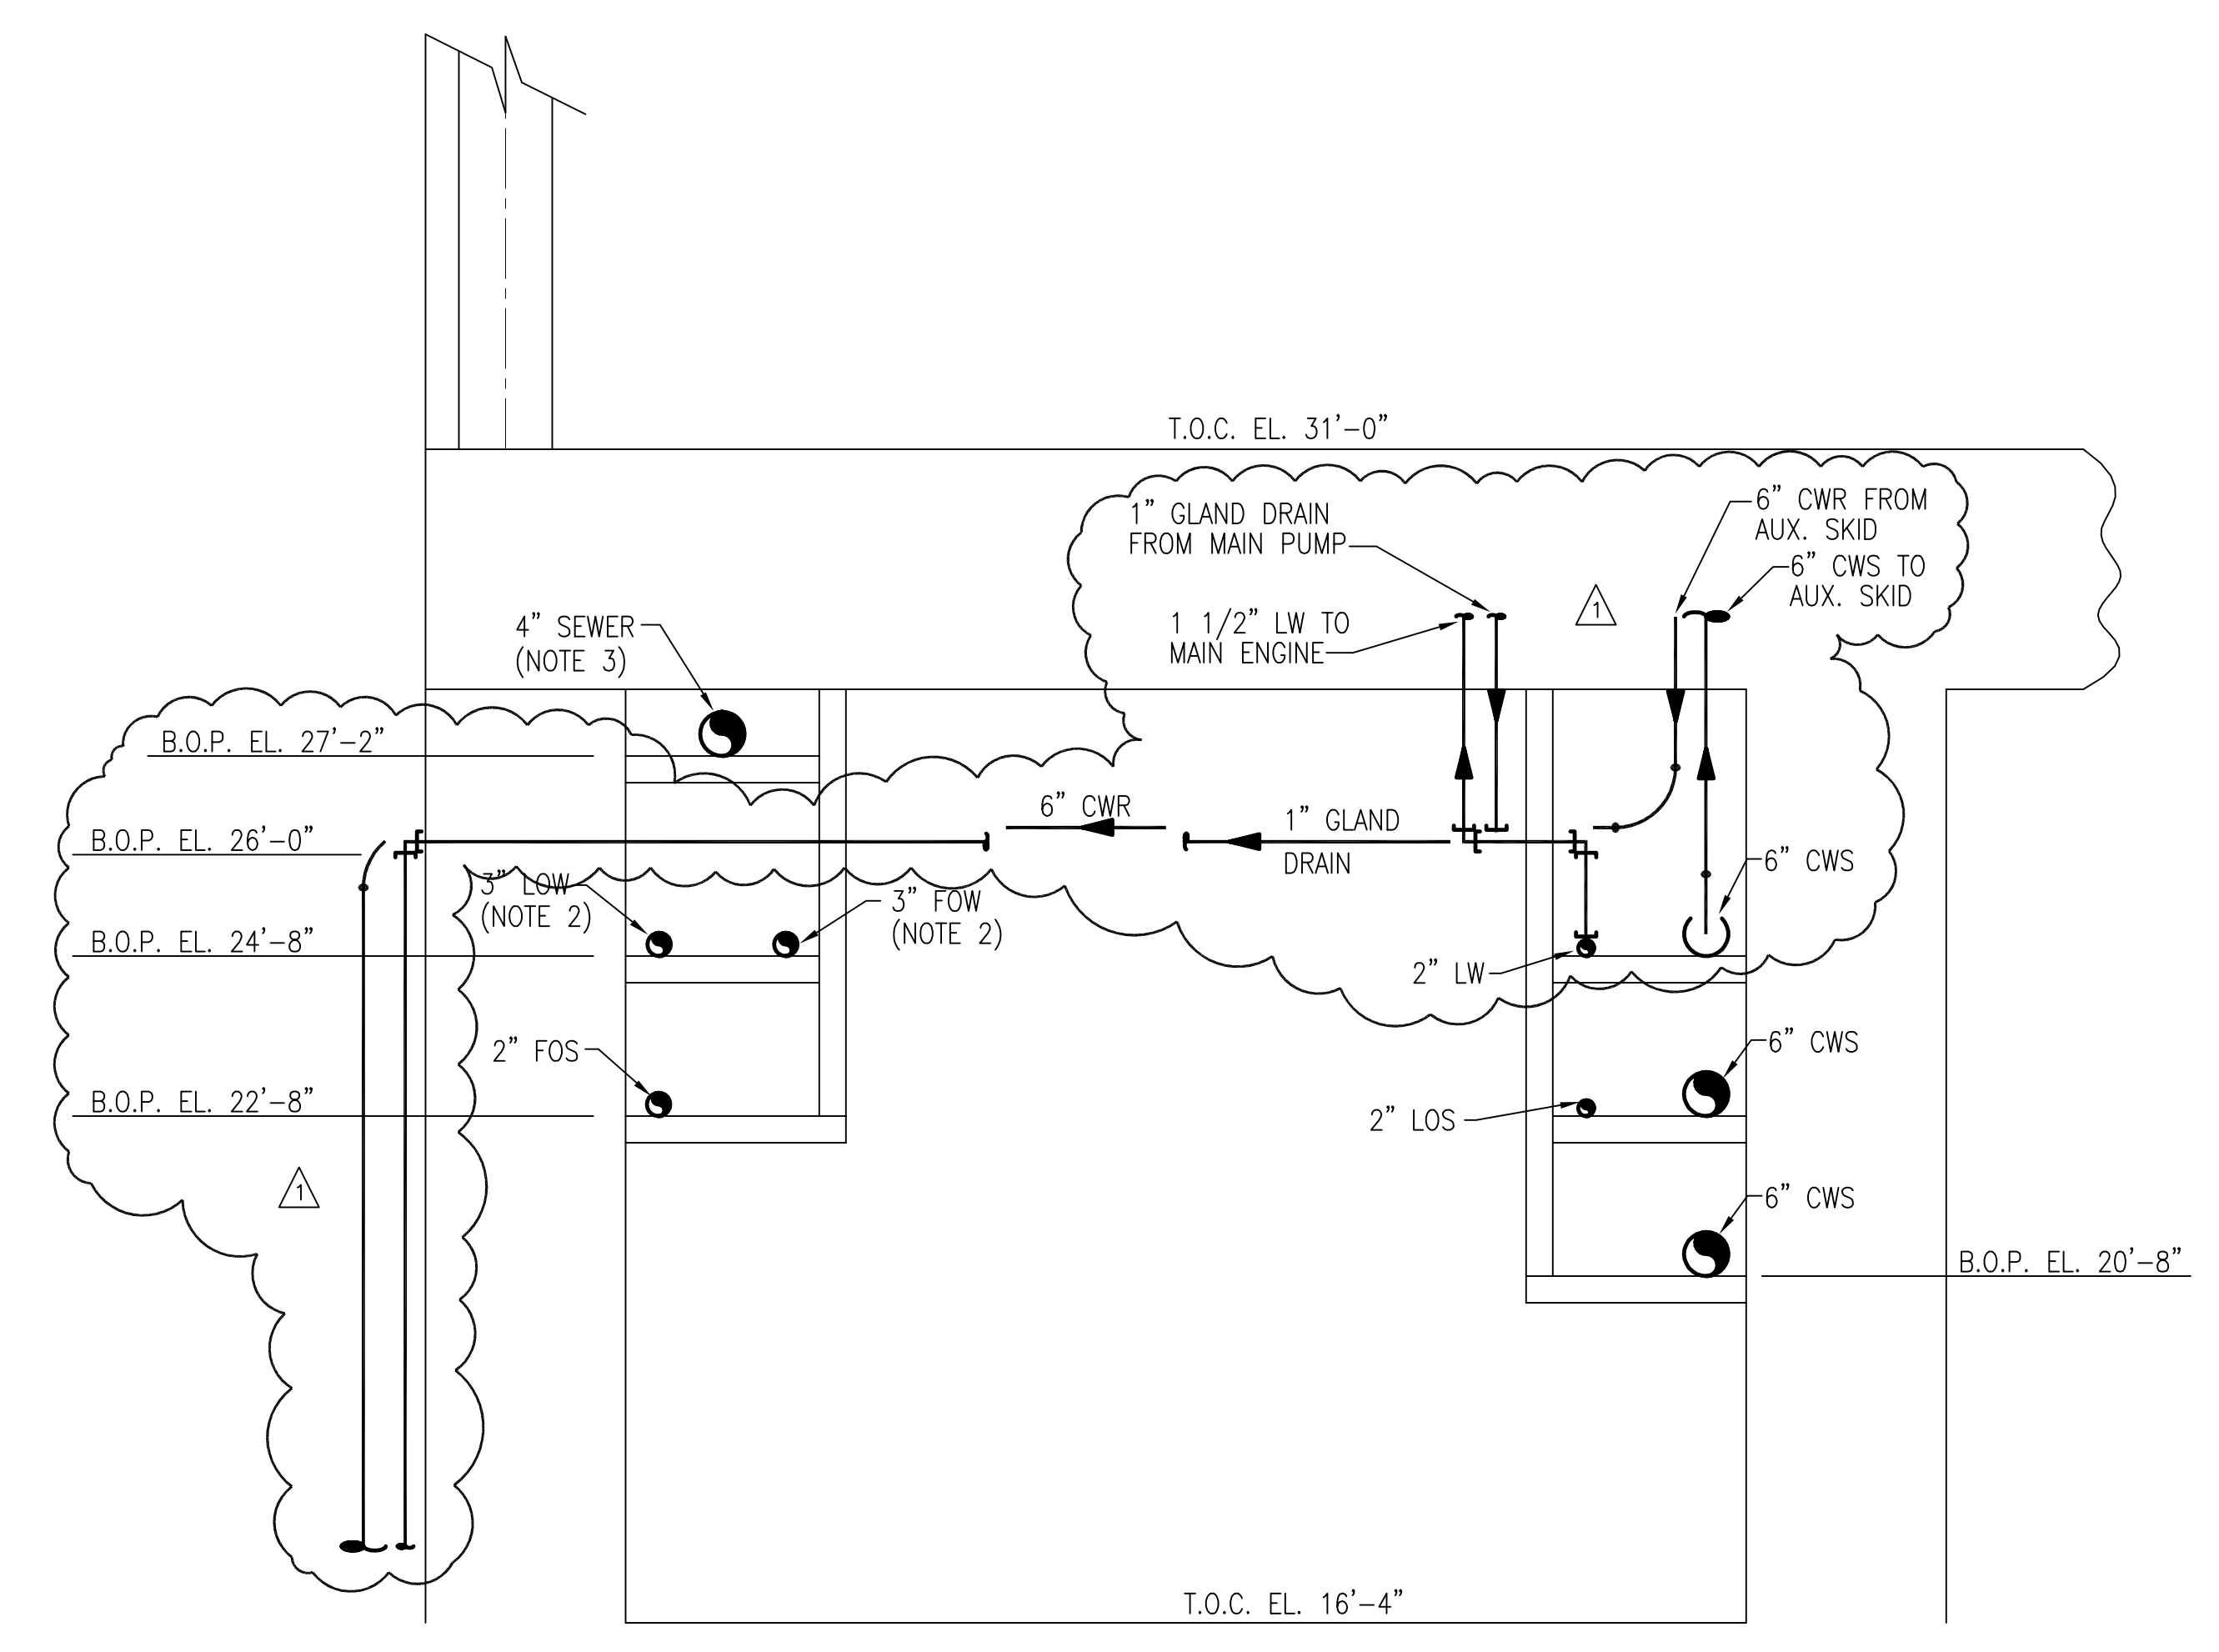 T.O.C. EL. 31'-0"
1" GLAND DRAIN
FROM MAIN PUMP
6" CWR FROM
AUX. SKID
6" CWS TO
AUX. SKID
1
1 1/2" LW TO
MAIN ENGINE
4" SEWER
(NOTE 3)
B.O.P. EL. 27'-2"
6" CWR
1" GLAND
DRAIN
B.O.P. EL. 26'-0"
6" CWS
3" LOW
(NOTE 2)
3" FOW
(NOTE 2)
B.O.P. EL. 24'-8"
2" LW
2" FOS
6" CWS
B.O.P. EL. 22'-8"
2" LOS
1
6" CWS
B.O.P. EL. 20'-8"
T.O.C. EL. 16'-4"